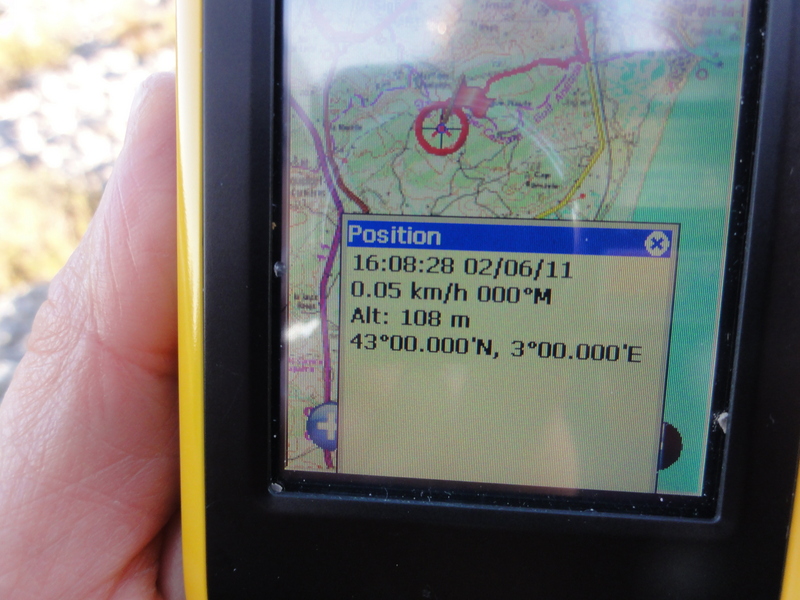 Position
16:08:28 02/06/11
0.05 km/h 000°M
Alt: 108 m
43°00.000'N, 3°00.000'E